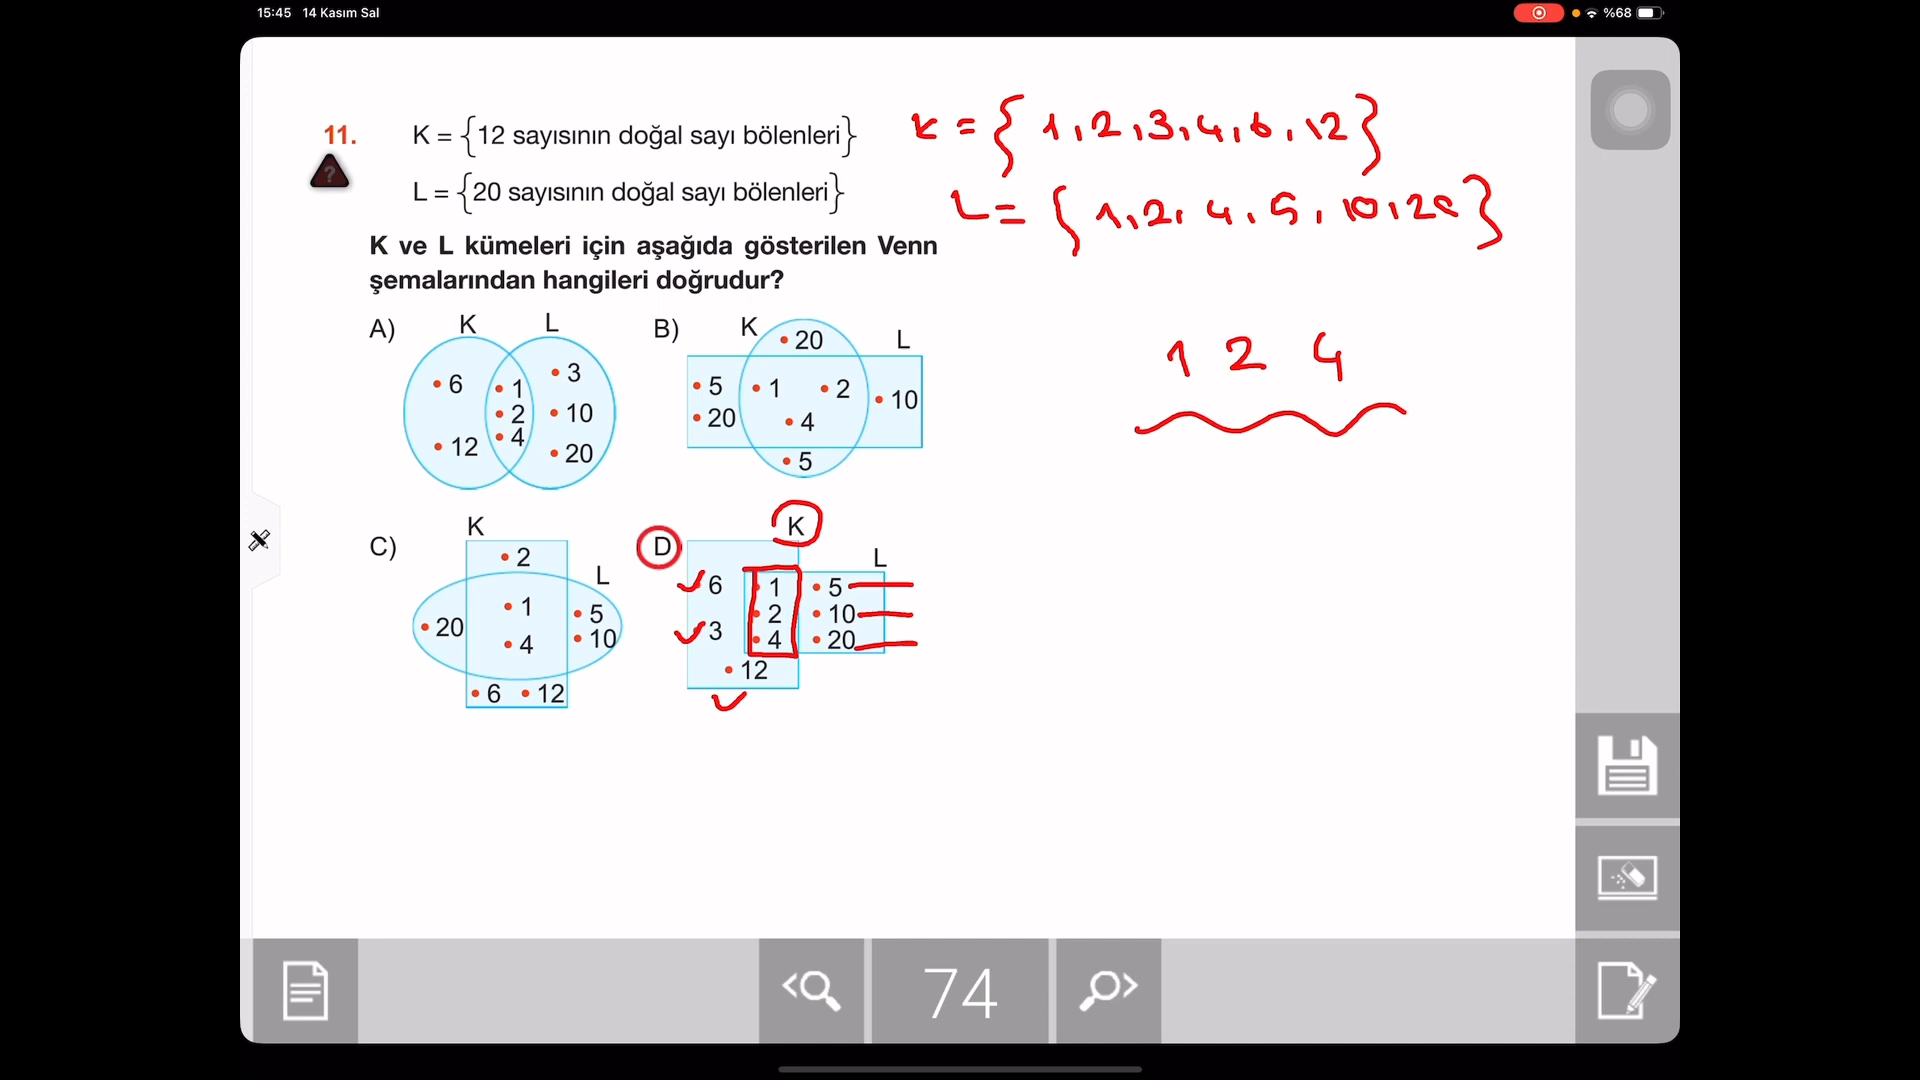 15:45 14 Kasım Sal
%68
11. K = {12 sayısının doğal sayı bölenleri}
K = {1,2,3,4,6,12}
L = {20 sayısının doğal sayı bölenleri}
L = {1,2,4,5,10,20}
K ve L kümeleri için aşağıda gösterilen Venn
şemalarından hangileri doğrudur?
1 2 4
A) K L
6 1 3
2 10
12 4 20
B) K L
20
5 1 2 10
20 4
5
C) K L
2
20 1 5
4 10
6 12
D K L
6 1 5
2 10
3 4 20
12
74